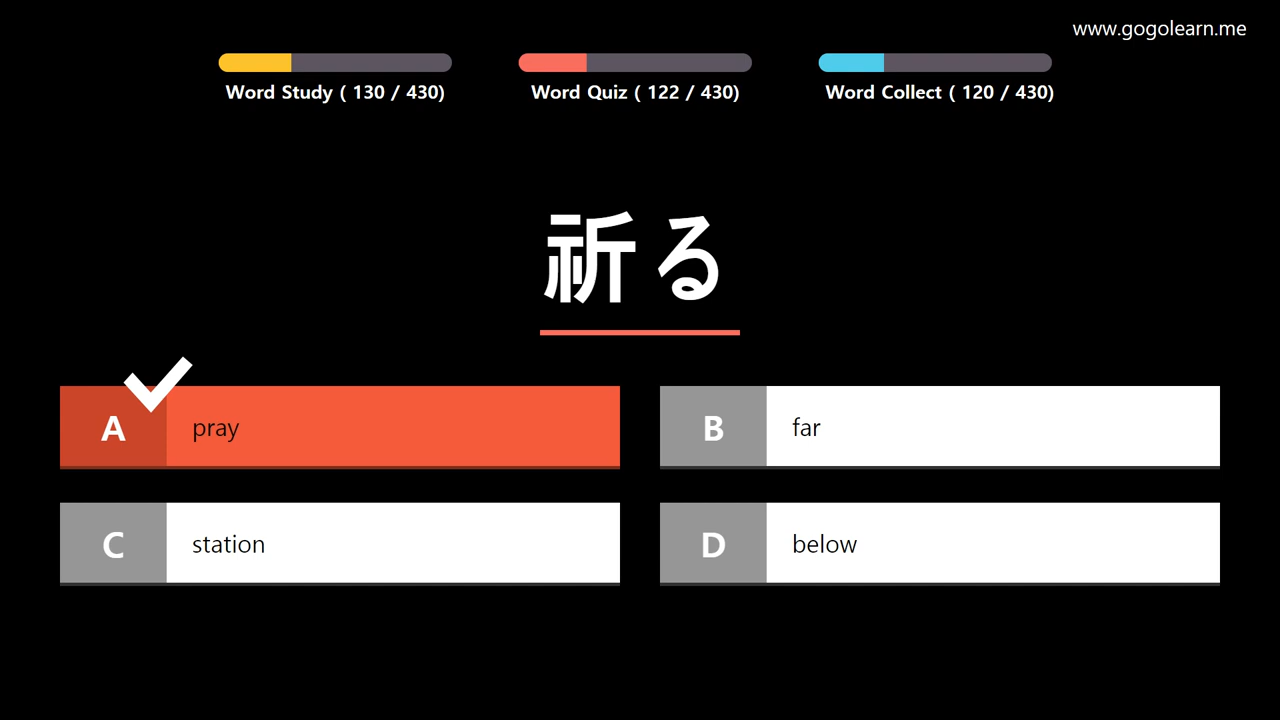 www.gogolearn.me
Word Study ( 130 / 430)
Word Quiz ( 122 / 430)
Word Collect ( 120 / 430)
祈る
A pray
B far
C station
D below